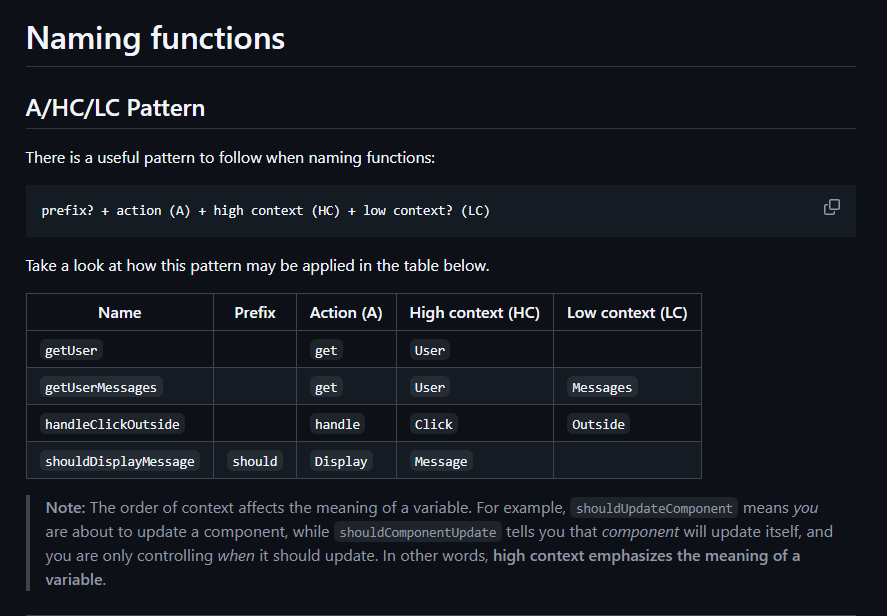 Naming functions
A/HC/LC Pattern
There is a useful pattern to follow when naming functions:
prefix? + action (A) + high context (HC) + low context? (LC)
Take a look at how this pattern may be applied in the table below.
Name Prefix Action (A) High context (HC) Low context (LC)
getUser get User
getUserMessages get User Messages
handleClickOutside handle Click Outside
shouldDisplayMessage should Display Message
Note: The order of context affects the meaning of a variable. For example, shouldUpdateComponent means you
are about to update a component, while shouldComponentUpdate tells you that component will update itself, and
you are only controlling when it should update. In other words, high context emphasizes the meaning of a
variable.